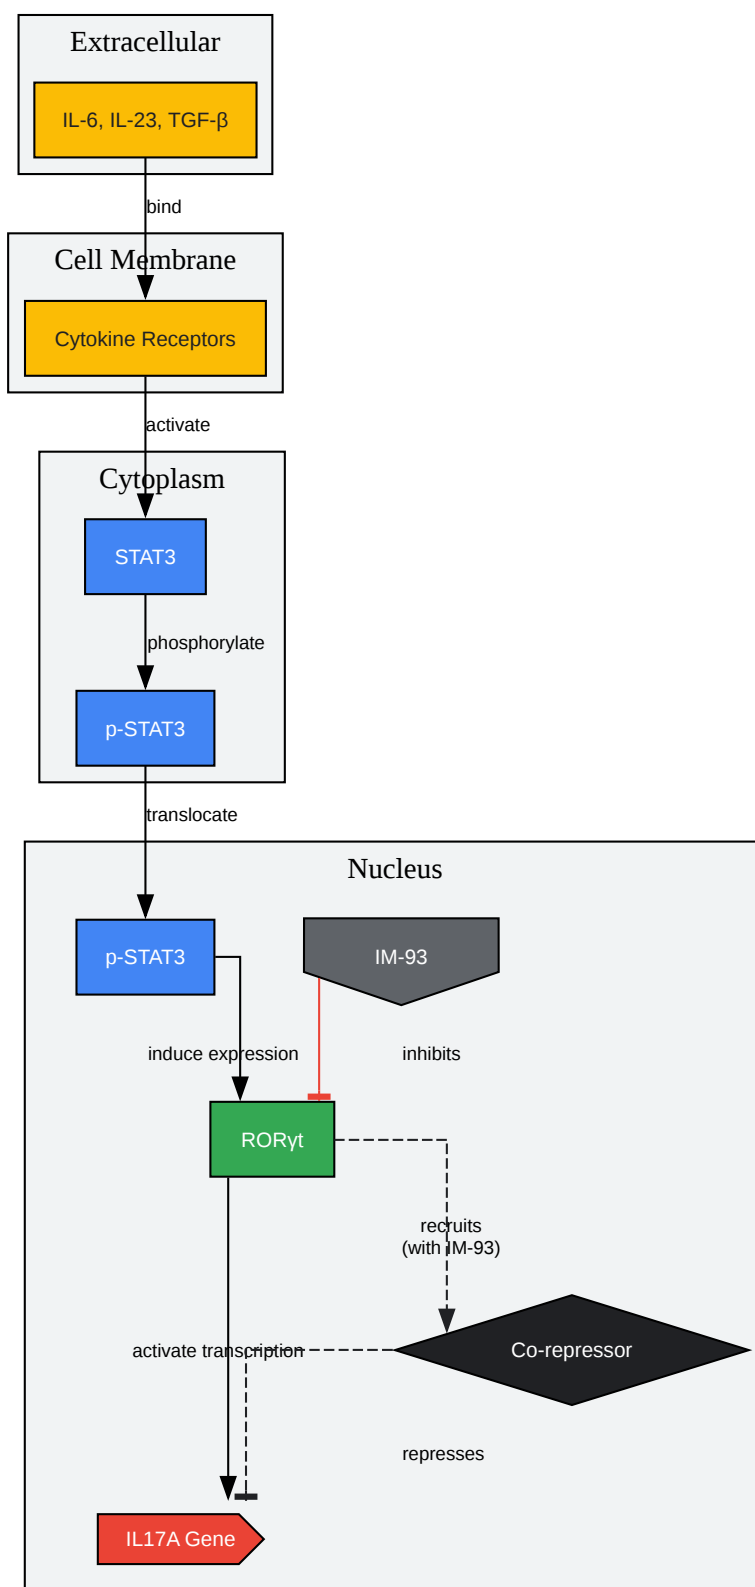 Extracellular
IL-6, IL-23, TGF-β
bind
Cell Membrane
Cytokine Receptors
activate
Cytoplasm
STAT3
phosphorylate
p-STAT3
translocate
Nucleus
p-STAT3
IM-93
induce expression
inhibits
RORγt
recruits
(with IM-93)
activate transcription
Co-repressor
represses
IL17A Gene